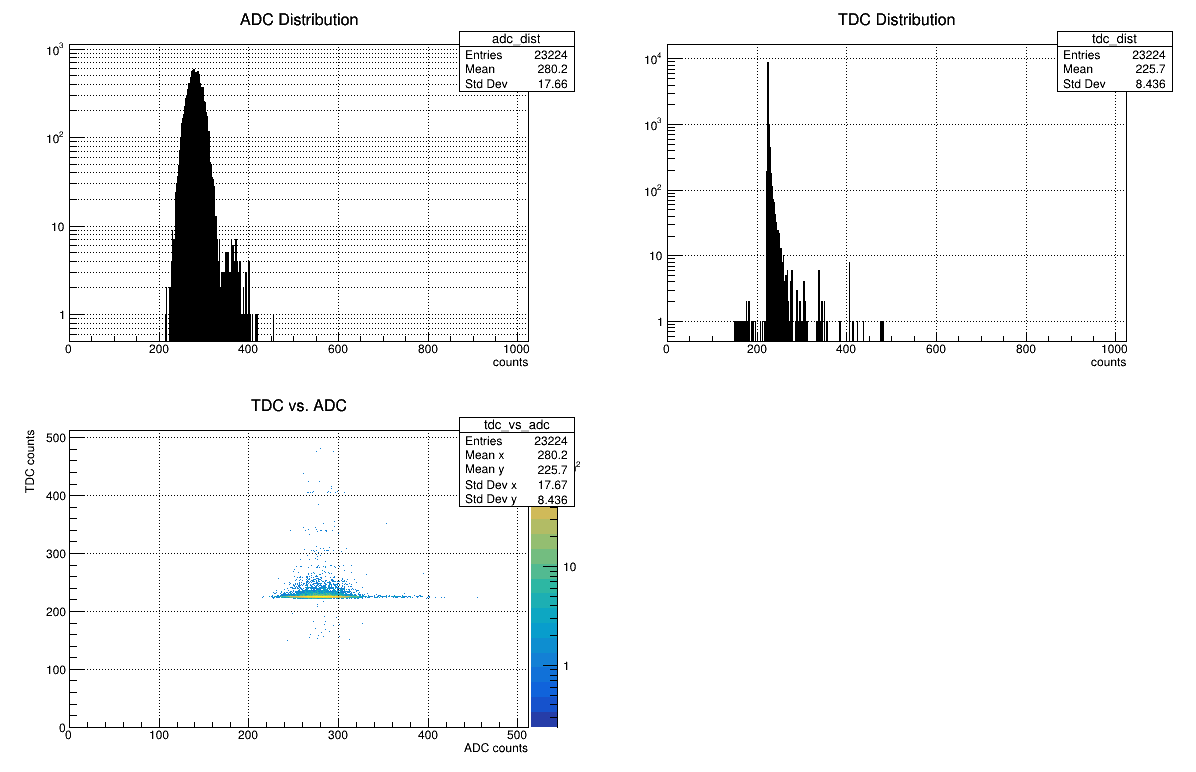 ADC Distribution
adc_dist
Entries 23224
Mean 280.2
Std Dev 17.66
10³
10²
10
1
0 200 400 600 800 1000
counts
TDC Distribution
tdc_dist
Entries 23224
Mean 225.7
Std Dev 8.436
10⁴
10³
10²
10
1
0 200 400 600 800 1000
counts
TDC vs. ADC
tdc_vs_adc
Entries 23224
Mean x 280.2
Mean y 225.7
Std Dev x 17.67
Std Dev y 8.436
TDC counts
500
400
300
200
100
0
0 100 200 300 400 500
ADC counts
2
10
1